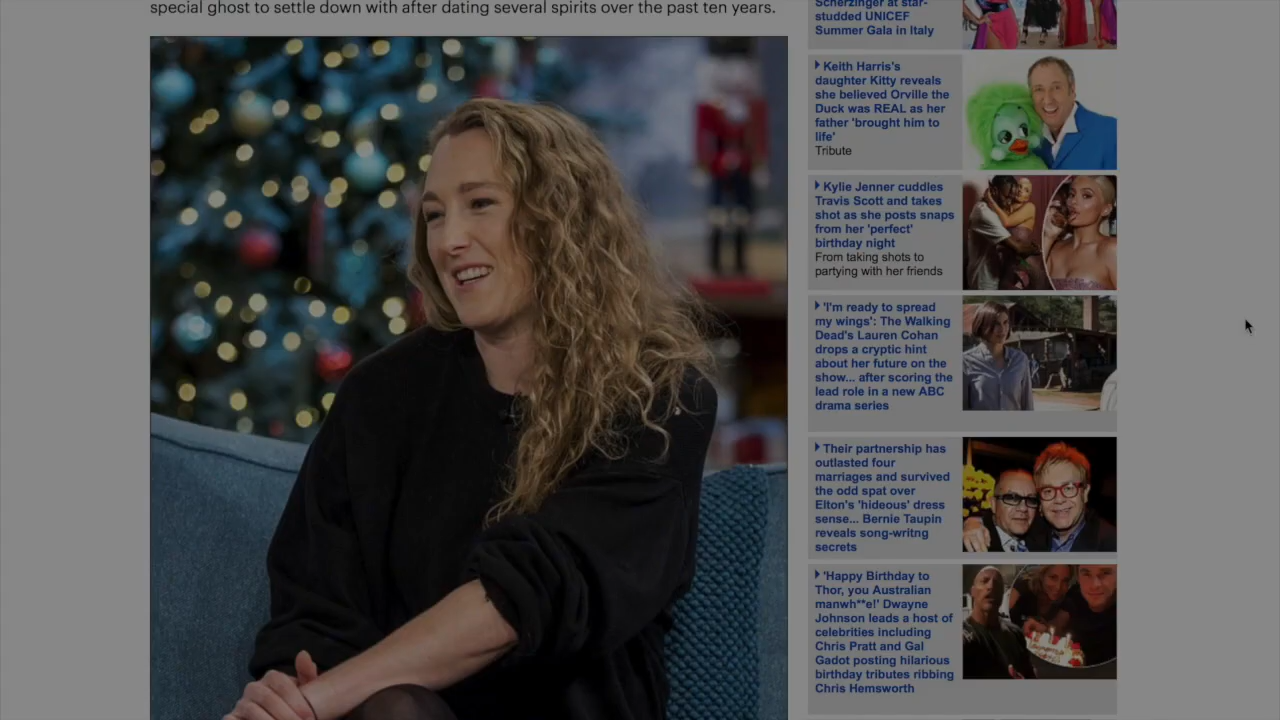 special ghost to settle down with after dating several spirits over the past ten years.
Scherzinger at star-
studded UNICEF
Summer Gala in Italy
Keith Harris's
daughter Kitty reveals
she believed Orville the
Duck was REAL as her
father 'brought him to
life'
Tribute
Kylie Jenner cuddles
Travis Scott and takes
shot as she posts snaps
from her 'perfect'
birthday night
From taking shots to
partying with her friends
'I'm ready to spread
my wings': The Walking
Dead's Lauren Cohan
drops a cryptic hint
about her future on the
show... after scoring the
lead role in a new ABC
drama series
Their partnership has
outlasted four
marriages and survived
the odd spat over
Elton's 'hideous' dress
sense... Bernie Taupin
reveals song-writng
secrets
'Happy Birthday to
Thor, you Australian
manwh**e!' Dwayne
Johnson leads a host of
celebrities including
Chris Pratt and Gal
Gadot posting hilarious
birthday tributes ribbing
Chris Hemsworth